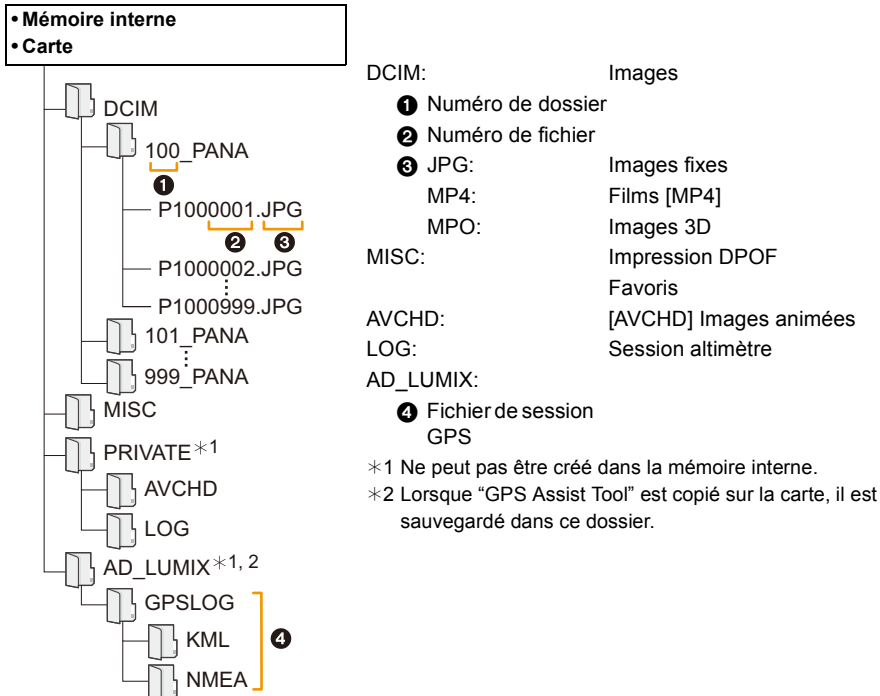 • Mémoire interne
• Carte
DCIM
100_PANA
❶
P1000001.JPG
❷ ❸
P1000002.JPG
P1000999.JPG
101_PANA
999_PANA
MISC
PRIVATE∗1
AVCHD
LOG
AD_LUMIX∗1, 2
GPSLOG
KML
❹
NMEA
DCIM: Images
❶ Numéro de dossier
❷ Numéro de fichier
❸ JPG: Images fixes
MP4: Films [MP4]
MPO: Images 3D
MISC: Impression DPOF
Favoris
AVCHD: [AVCHD] Images animées
LOG: Session altimètre
AD_LUMIX:
❹ Fichier de session
GPS
∗1 Ne peut pas être créé dans la mémoire interne.
∗2 Lorsque “GPS Assist Tool” est copié sur la carte, il est
sauvegardé dans ce dossier.